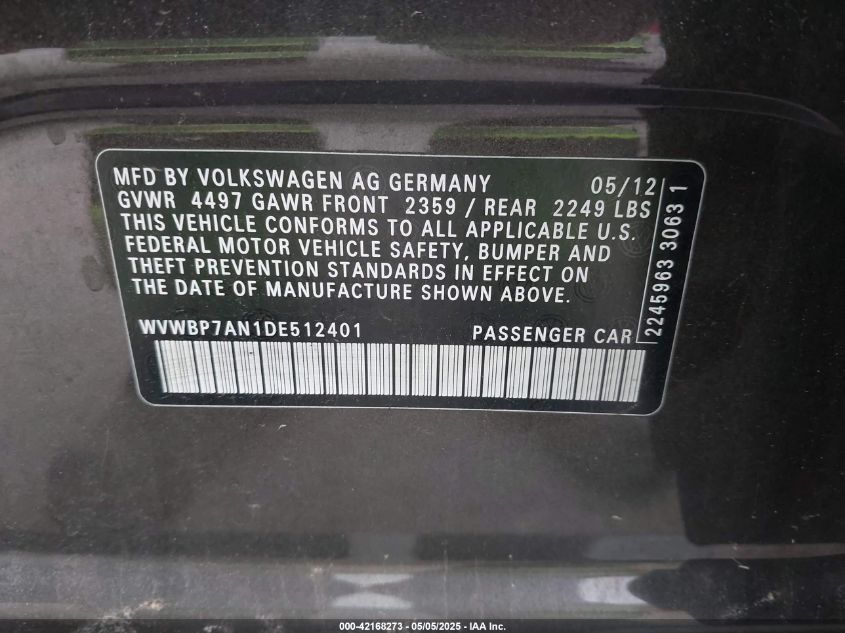 MFD BY VOLKSWAGEN AG GERMANY 05/12
GVWR 4497 GAWR FRONT 2359 / REAR 2249 LBS
THIS VEHICLE CONFORMS TO ALL APPLICABLE U.S.
FEDERAL MOTOR VEHICLE SAFETY, BUMPER AND
THEFT PREVENTION STANDARDS IN EFFECT ON
THE DATE OF MANUFACTURE SHOWN ABOVE.
WVWBP7AN1DE512401 PASSENGER CAR
2245963 3063 1
000-42168273 - 05/05/2025 - IAA Inc.